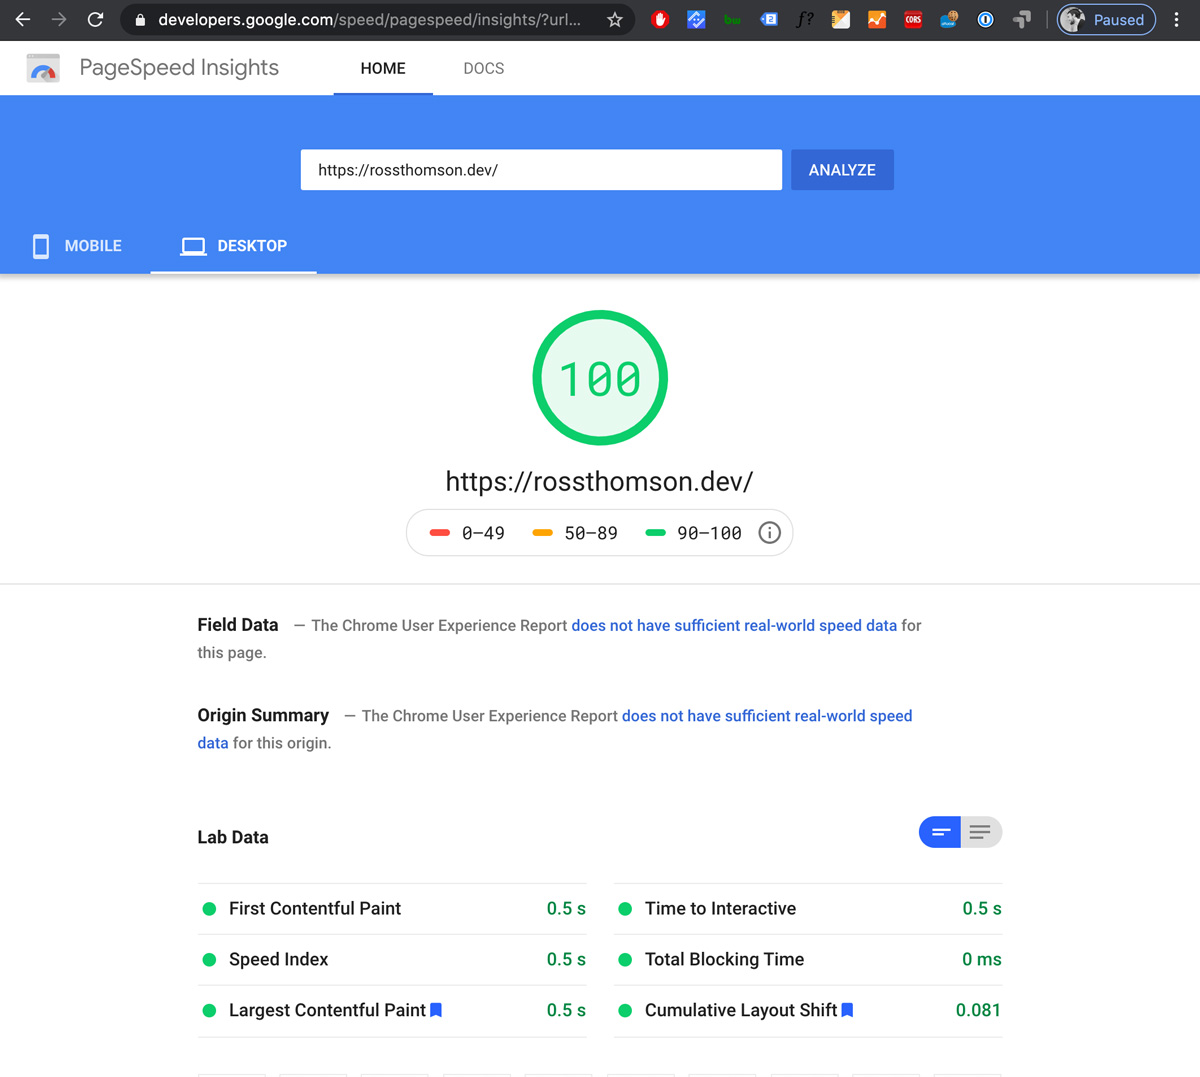 developers.google.com/speed/pagespeed/insights/?url...
bw
2
f?
CORS
Paused
PageSpeed Insights
HOME
DOCS
https://rossthomson.dev/
ANALYZE
MOBILE
DESKTOP
100
https://rossthomson.dev/
0–49
50–89
90–100
Field Data — The Chrome User Experience Report does not have sufficient real-world speed data for
this page.
Origin Summary — The Chrome User Experience Report does not have sufficient real-world speed
data for this origin.
Lab Data
First Contentful Paint 0.5 s
Time to Interactive 0.5 s
Speed Index 0.5 s
Total Blocking Time 0 ms
Largest Contentful Paint 0.5 s
Cumulative Layout Shift 0.081